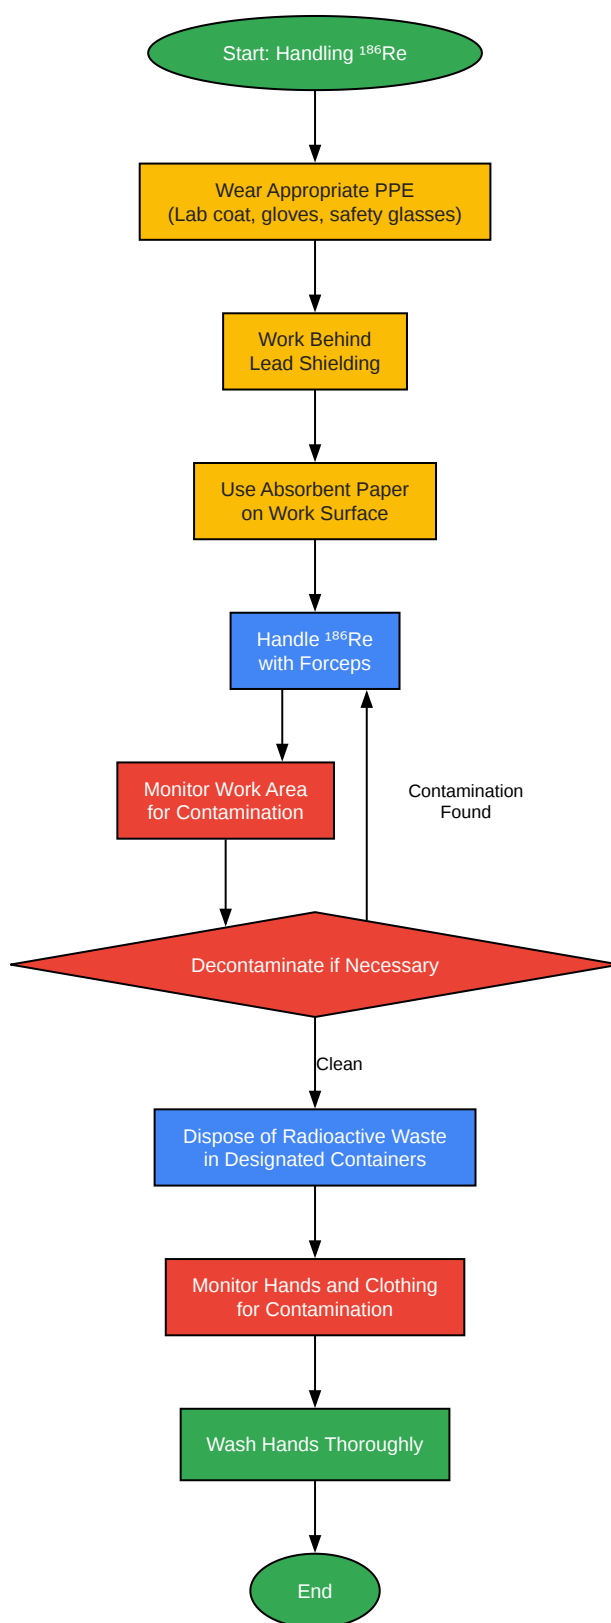 Start: Handling ¹⁸⁶Re
Wear Appropriate PPE
(Lab coat, gloves, safety glasses)
Work Behind
Lead Shielding
Use Absorbent Paper
on Work Surface
Handle ¹⁸⁶Re
with Forceps
Monitor Work Area
for Contamination
Contamination
Found
Decontaminate if Necessary
Clean
Dispose of Radioactive Waste
in Designated Containers
Monitor Hands and Clothing
for Contamination
Wash Hands Thoroughly
End